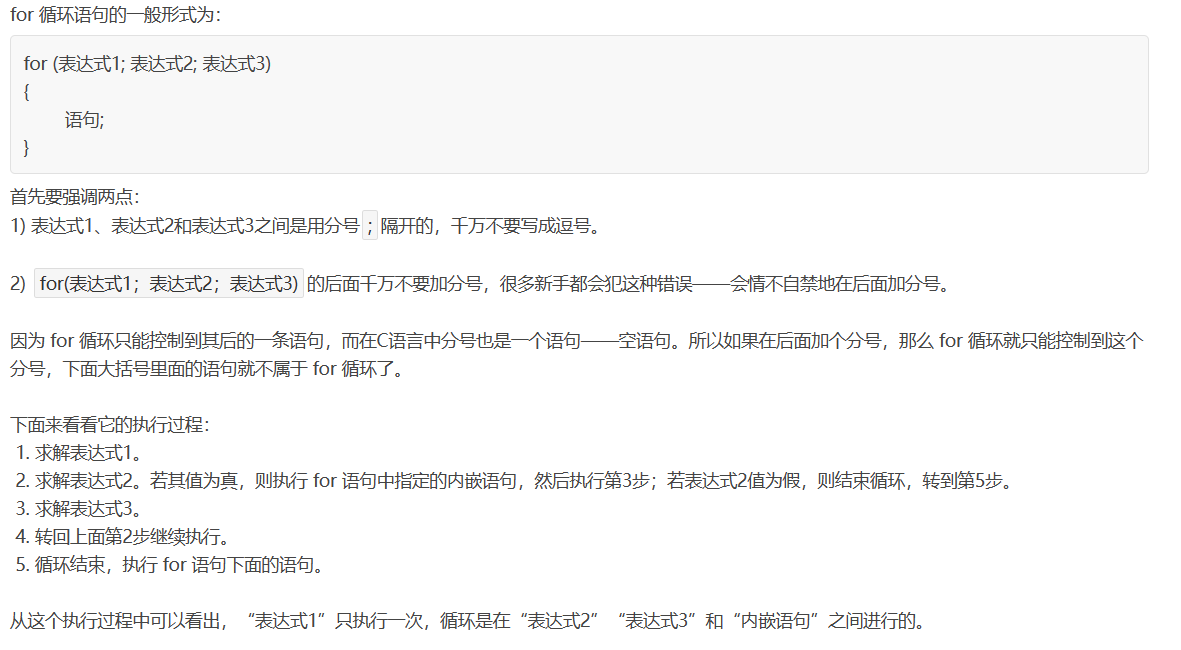 for 循环语句的一般形式为：
for (表达式1; 表达式2; 表达式3)
{
语句;
}
首先要强调两点：
1) 表达式1、表达式2和表达式3之间是用分号 ; 隔开的，千万不要写成逗号。
2) for(表达式1；表达式2；表达式3) 的后面千万不要加分号，很多新手都会犯这种错误——会情不自禁地在后面加分号。
因为 for 循环只能控制到其后的一条语句，而在C语言中分号也是一个语句——空语句。所以如果在后面加个分号，那么 for 循环就只能控制到这个
分号，下面大括号里面的语句就不属于 for 循环了。
下面来看看它的执行过程：
1. 求解表达式1。
2. 求解表达式2。若其值为真，则执行 for 语句中指定的内嵌语句，然后执行第3步；若表达式2值为假，则结束循环，转到第5步。
3. 求解表达式3。
4. 转回上面第2步继续执行。
5. 循环结束，执行 for 语句下面的语句。
从这个执行过程中可以看出，“表达式1”只执行一次，循环是在“表达式2”“表达式3”和“内嵌语句”之间进行的。